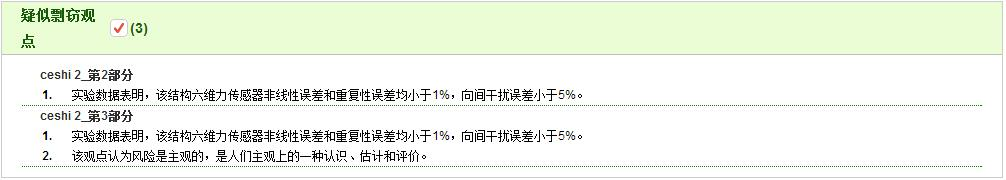 疑似剽窃观
点 (3)
ceshi 2_第2部分
1. 实验数据表明，该结构六维力传感器非线性误差和重复性误差均小于1%，向间干扰误差小于5%。
ceshi 2_第3部分
1. 实验数据表明，该结构六维力传感器非线性误差和重复性误差均小于1%，向间干扰误差小于5%。
2. 该观点认为风险是主观的，是人们主观上的一种认识、估计和评价。